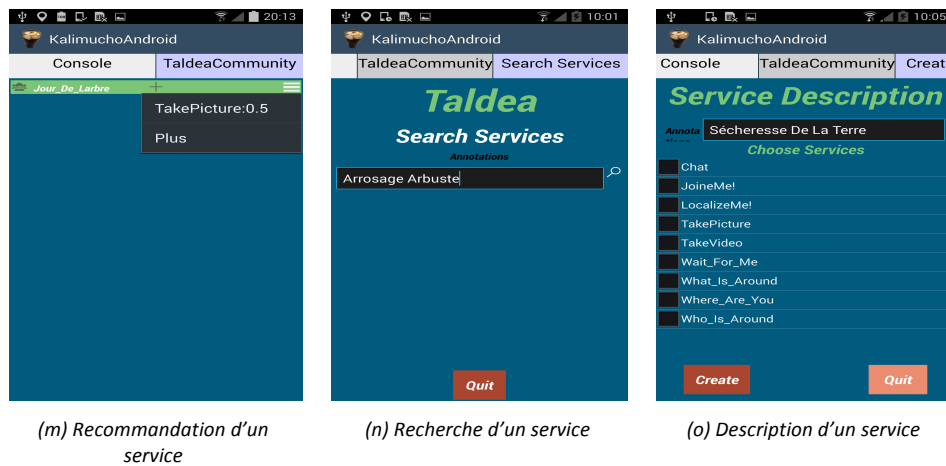 20:13
KalimuchoAndroid
Console TaldeaCommunity
Jour_De_Larbre
TakePicture:0.5
Plus
(m) Recommandation d'un
service
10:01
KalimuchoAndroid
TaldeaCommunity Search Services
Taldea
Search Services
Annotations
Arrosage Arbuste
Quit
(n) Recherche d'un service
10:05
KalimuchoAndroid
Console TaldeaCommunity Creat
Service Description
Annota
Sécheresse De La Terre
Choose Services
Chat
JoineMe!
LocalizeMe!
TakePicture
TakeVideo
Wait_For_Me
What_Is_Around
Where_Are_You
Who_Is_Around
Create Quit
(o) Description d'un service